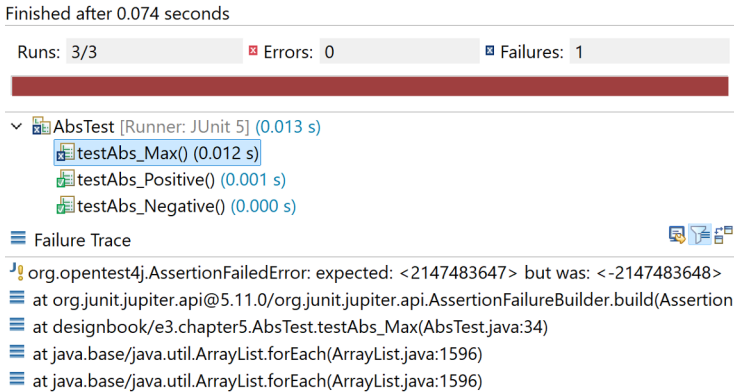 Finished after 0.074 seconds
Runs: 3/3 Errors: 0 Failures: 1
AbsTest [Runner: JUnit 5] (0.013 s)
testAbs_Max() (0.012 s)
testAbs_Positive() (0.001 s)
testAbs_Negative() (0.000 s)
Failure Trace
org.opentest4j.AssertionFailedError: expected: <2147483647> but was: <-2147483648>
at org.junit.jupiter.api@5.11.0/org.junit.jupiter.api.AssertionFailureBuilder.build(Assertion
at designbook/e3.chapter5.AbsTest.testAbs_Max(AbsTest.java:34)
at java.base/java.util.ArrayList.forEach(ArrayList.java:1596)
at java.base/java.util.ArrayList.forEach(ArrayList.java:1596)